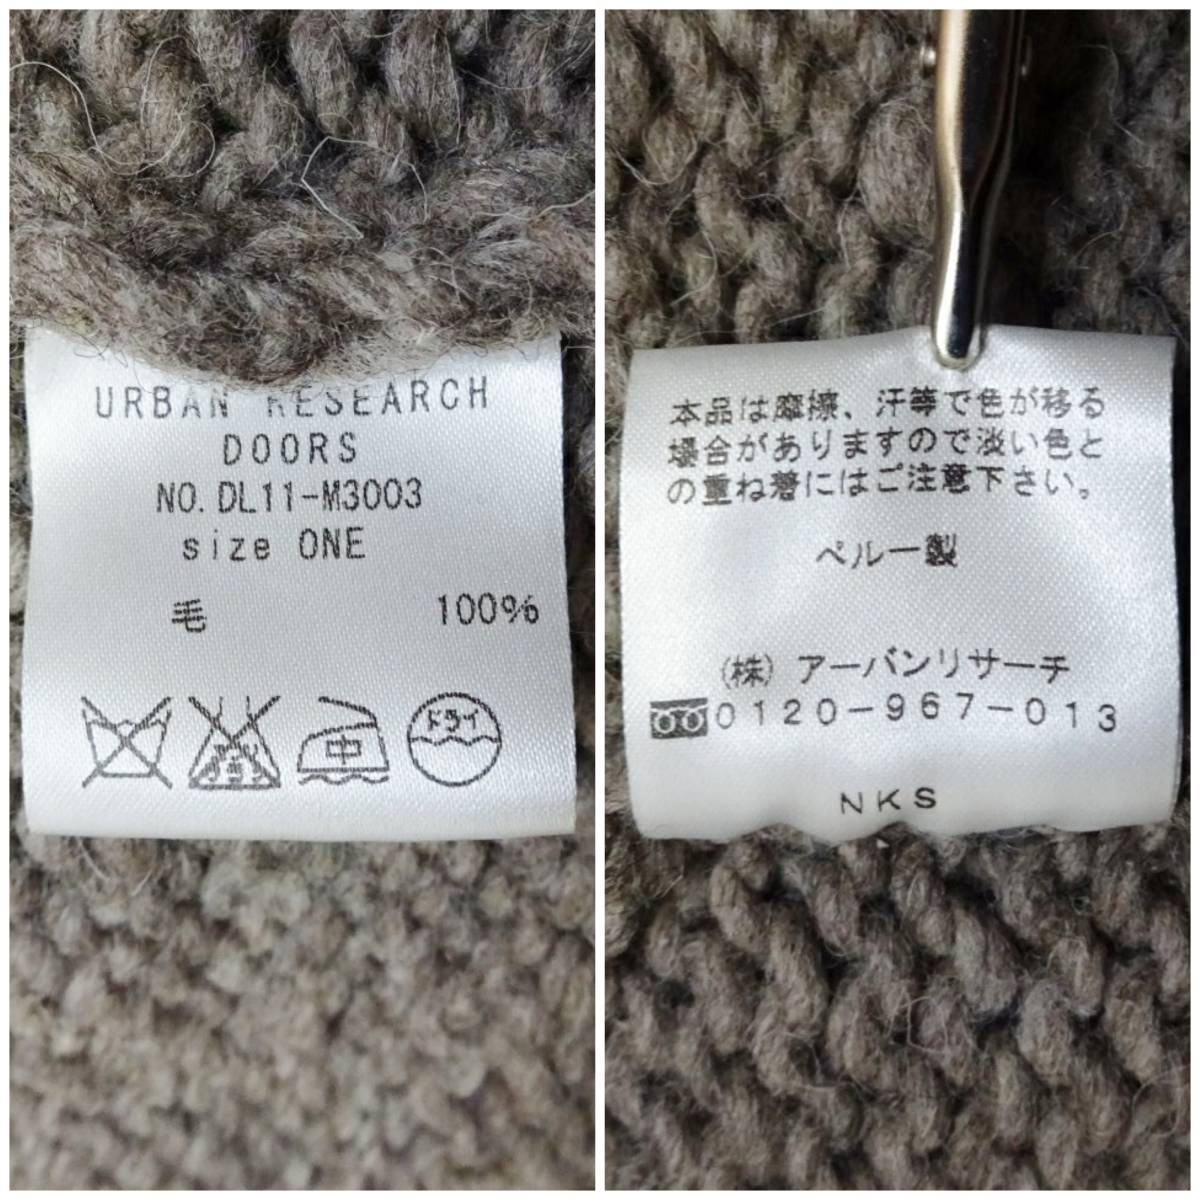 URBAN RESEARCH
DOORS
NO. DL11-M3003
size ONE
毛 100%
中 ドライ
本品は摩擦、汗等で色が移る
場合がありますので淡い色と
の重ね着にはご注意下さい。
ペルー製
(株) アーバンリサーチ
0120-967-013
NKS